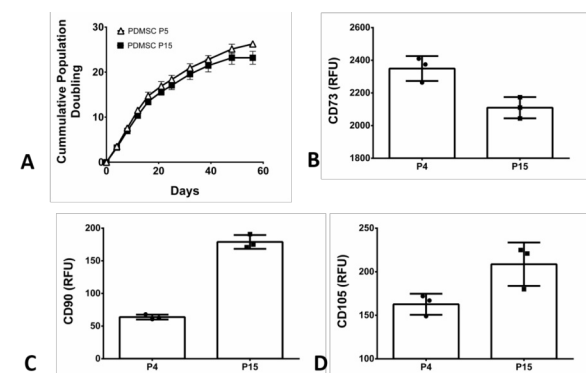 PDMSC P5
PDMSC P15
Cummulative Population
Doubling
30
20
10
0
0
20
40
60
Days
A
CD73 (RFU)
2600
2400
2200
2000
1800
P4
P15
B
CD90 (RFU)
200
150
100
50
0
P4
P15
C
CD105 (RFU)
250
200
150
100
P4
P15
D